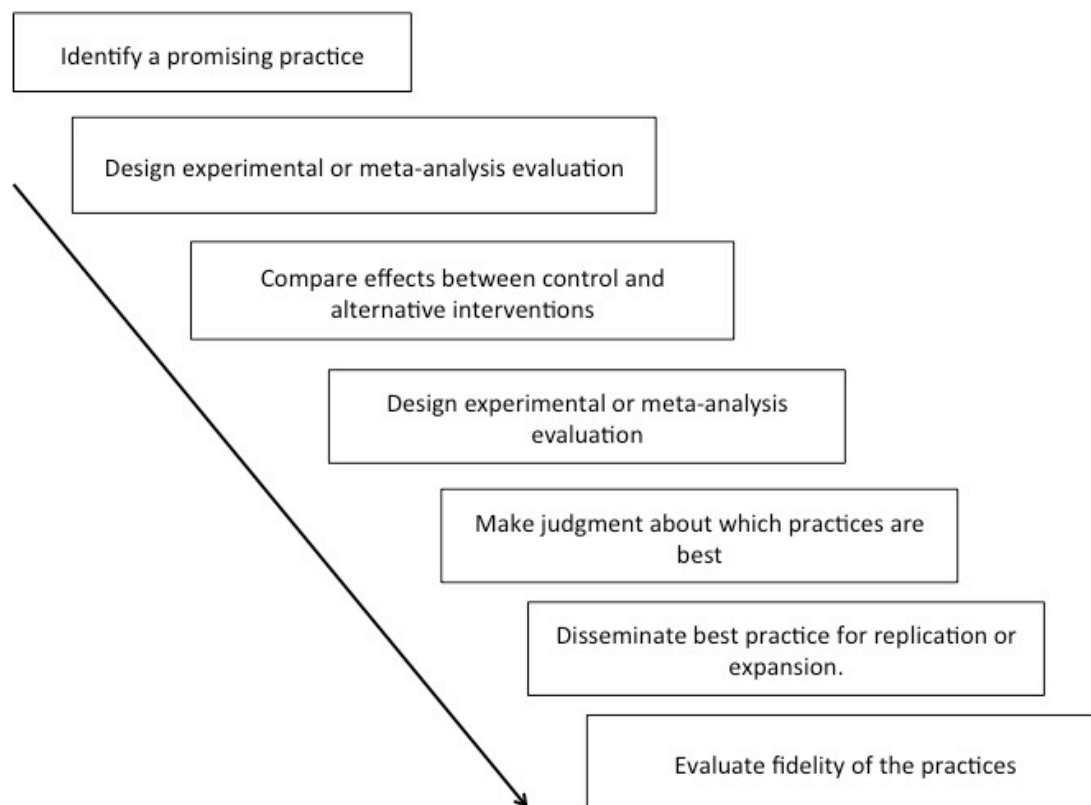 Identify a promising practice
Design experimental or meta-analysis evaluation
Compare effects between control and
alternative interventions
Design experimental or meta-analysis
evaluation
Make judgment about which practices are
best
Disseminate best practice for replication or
expansion.
Evaluate fidelity of the practices